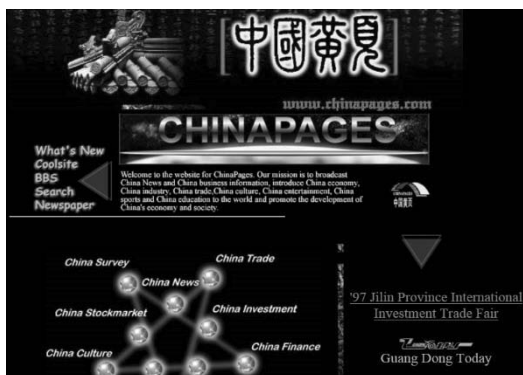 中國黃頁
www.chinapages.com
CHINAPAGES
What's New
Coolsite
BBS
Search
Newspaper
Welcome to the website for ChinaPages. Our mission is to broadcast
China News and China business information, introduce China economy,
China industry, China trade,China culture, China entertainment, China
sports and China education to the world and promote the development of
China's economy and society.
中国黄页
China Survey
China Trade
China News
China Stockmarket
China Investment
China Culture
China Finance
'97 Jilin Province International
Investment Trade Fair
Guang Dong Today